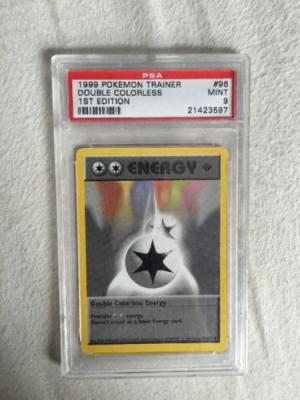 PSA
1999 POKEMON TRAINER #96
DOUBLE COLORLESS MINT
1ST EDITION 9
21423597
ENERGY
Double Colorless Energy
Provides energy.
Doesn't count as a basic Energy card.